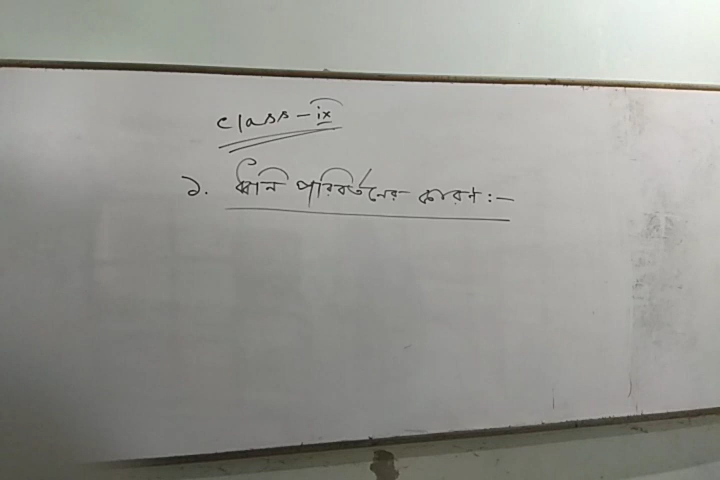 Class - ix
১. ধ্বনি পরিবর্তনের কারণ :-